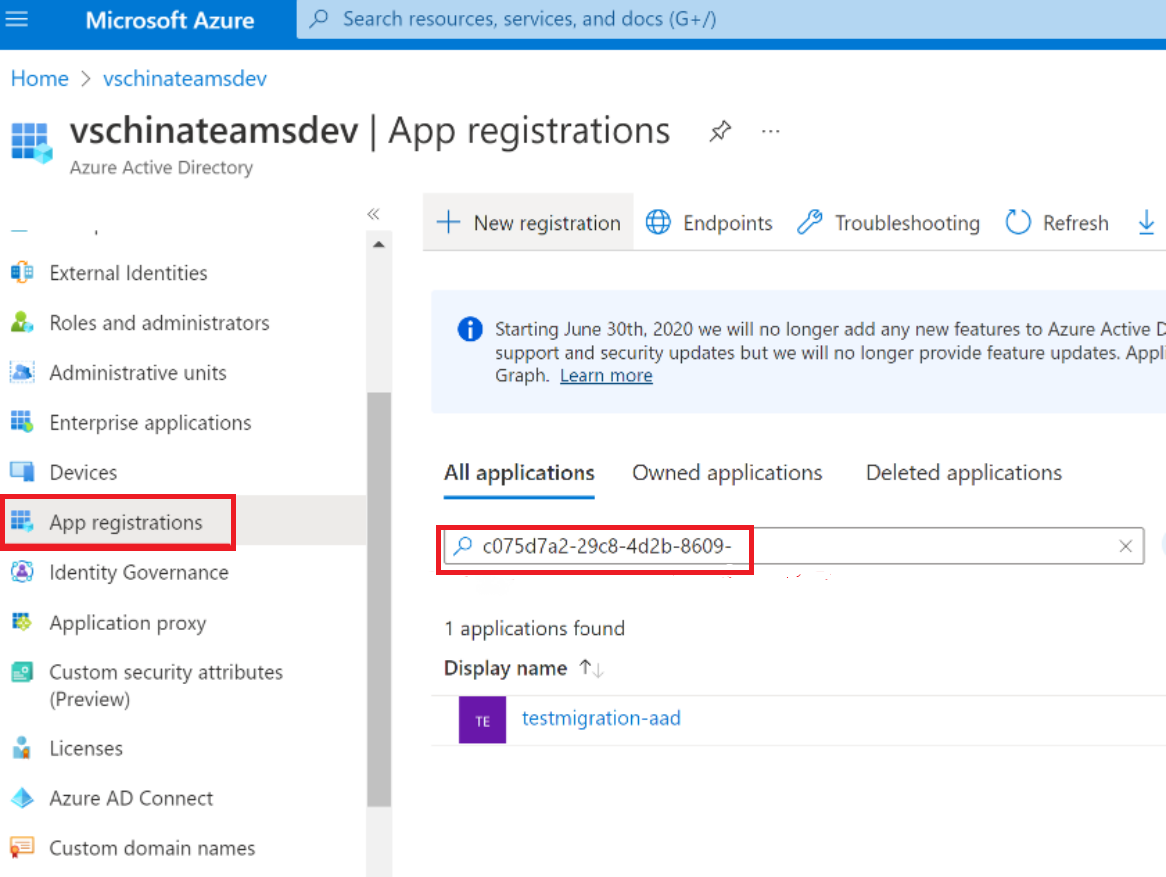 Microsoft Azure
Search resources, services, and docs (G+/)
Home > vschinateamsdev
vschinateamsdev | App registrations
Azure Active Directory
External Identities
Roles and administrators
Administrative units
Enterprise applications
Devices
App registrations
Identity Governance
Application proxy
Custom security attributes
(Preview)
Licenses
Azure AD Connect
Custom domain names
New registration
Endpoints
Troubleshooting
Refresh
Starting June 30th, 2020 we will no longer add any new features to Azure Active D
support and security updates but we will no longer provide feature updates. Appli
Graph. Learn more
All applications
Owned applications
Deleted applications
c075d7a2-29c8-4d2b-8609-
1 applications found
Display name
TE
testmigration-aad